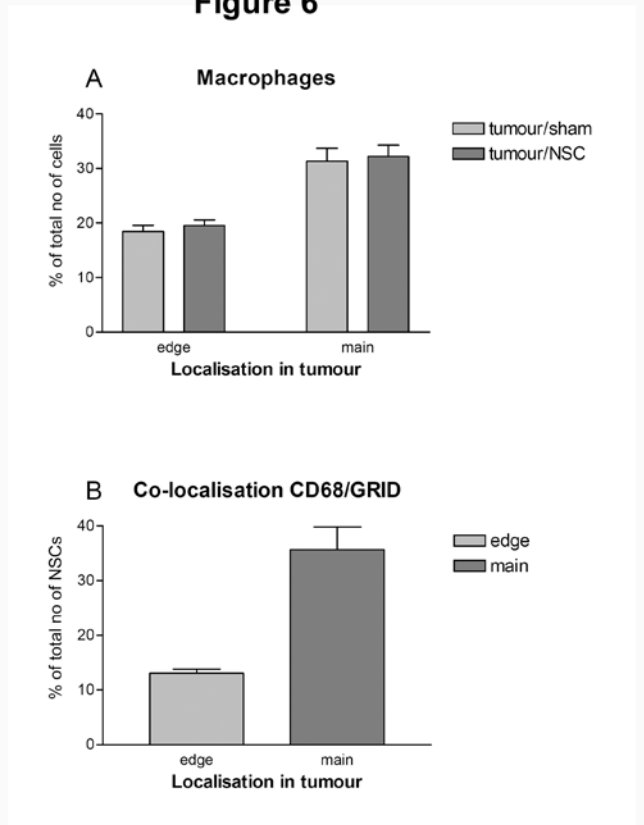 Figure 6
A
Macrophages
40
30
20
10
0
% of total no of cells
edge
main
Localisation in tumour
tumour/sham
tumour/NSC
B
Co-localisation CD68/GRID
40
30
20
10
0
% of total no of NSCs
edge
main
Localisation in tumour
edge
main